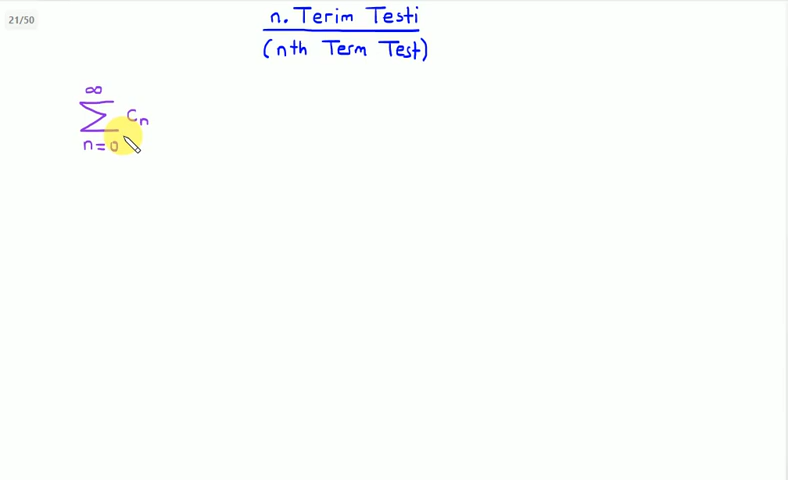 21/50
n. Terim Testi
(nth Term Test)
∞
∑ cn
n=0